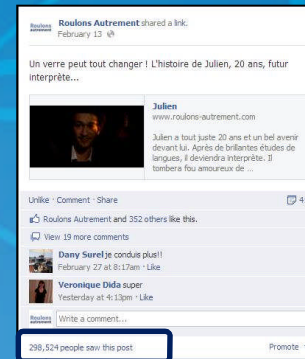 Roulons Autrement shared a link.
February 13
Un verre peut tout changer ! L'histoire de Julien, 20 ans, futur
interprète...
Julien
www.roulons-autrement.com
Julien a tout juste 20 ans et un bel avenir
devant lui. Après de brillantes études de
langues, il deviendra interprète. Il
tombera fou amoureux de ...
Unlike · Comment · Share
4
Roulons Autrement and 352 others like this.
View 19 more comments
Dany Surel je conduis plus!!
February 27 at 8:17am · Like
Veronique Dida super
Yesterday at 4:13pm · Like
Write a comment...
298,524 people saw this post
Promote ·